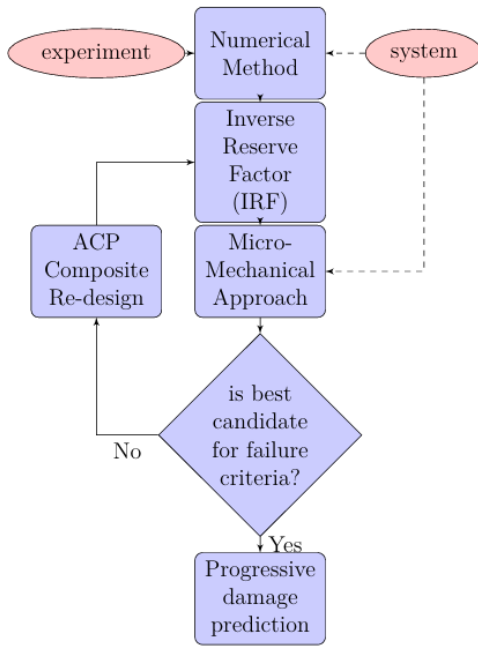 experiment
Numerical
Method
system
Inverse
Reserve
Factor
(IRF)
ACP
Composite
Re-design
Micro-
Mechanical
Approach
is best
candidate
for failure
criteria?
No
Yes
Progressive
damage
prediction